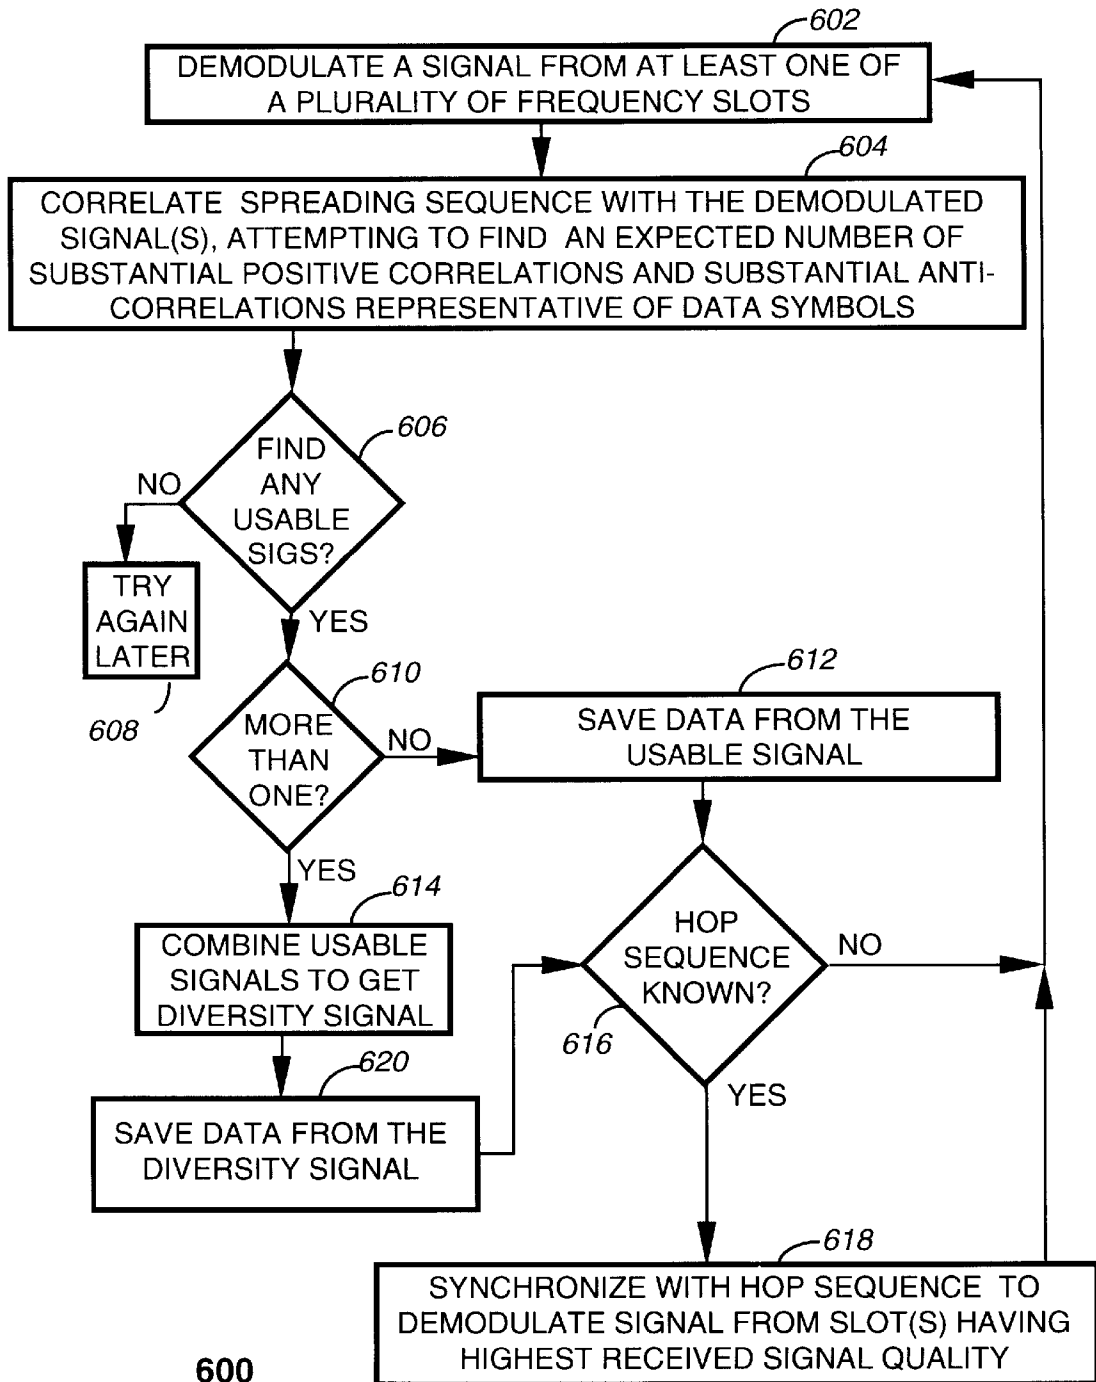 602
DEMODULATE A SIGNAL FROM AT LEAST ONE OF
A PLURALITY OF FREQUENCY SLOTS
604
CORRELATE SPREADING SEQUENCE WITH THE DEMODULATED
SIGNAL(S), ATTEMPTING TO FIND AN EXPECTED NUMBER OF
SUBSTANTIAL POSITIVE CORRELATIONS AND SUBSTANTIAL ANTI-
CORRELATIONS REPRESENTATIVE OF DATA SYMBOLS
606
FIND
ANY
USABLE
SIGS?
NO
TRY
AGAIN
LATER
608
YES
610
MORE
THAN
ONE?
NO
612
SAVE DATA FROM THE
USABLE SIGNAL
YES
614
COMBINE USABLE
SIGNALS TO GET
DIVERSITY SIGNAL
HOP
SEQUENCE
KNOWN?
NO
616
620
SAVE DATA FROM THE
DIVERSITY SIGNAL
YES
618
SYNCHRONIZE WITH HOP SEQUENCE TO
DEMODULATE SIGNAL FROM SLOT(S) HAVING
HIGHEST RECEIVED SIGNAL QUALITY
600